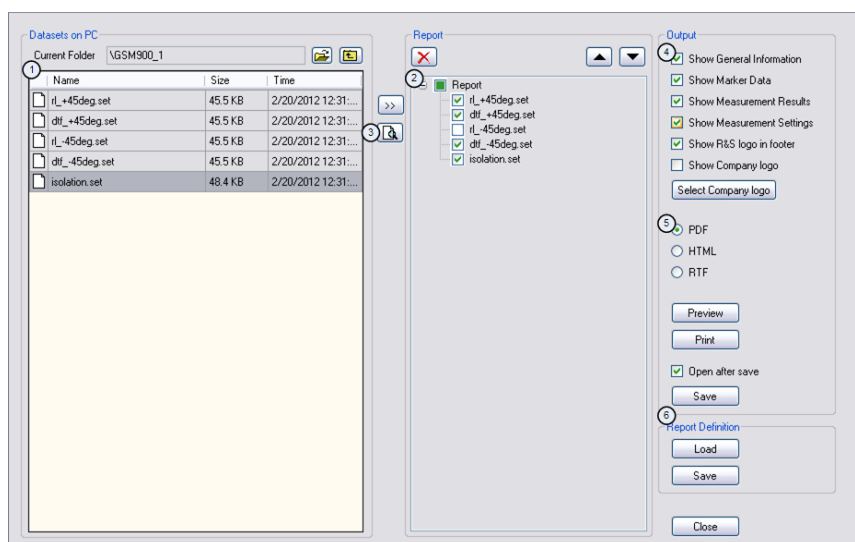 Datasets on PC
Current Folder \GSM900_1
1
Name Size Time
rl_+45deg.set 45.5 KB 2/20/2012 12:31:...
dtf_+45deg.set 45.5 KB 2/20/2012 12:31:...
rl_-45deg.set 45.5 KB 2/20/2012 12:31:...
dtf_-45deg.set 45.5 KB 2/20/2012 12:31:...
isolation.set 48.4 KB 2/20/2012 12:31:...
>>
3
Report
2
Report
rl_+45deg.set
dtf_+45deg.set
rl_-45deg.set
dtf_-45deg.set
isolation.set
Output
4
Show General Information
Show Marker Data
Show Measurement Results
Show Measurement Settings
Show R&S logo in footer
Show Company logo
Select Company logo
5
PDF
HTML
RTF
Preview
Print
Open after save
Save
6
Report Definition
Load
Save
Close